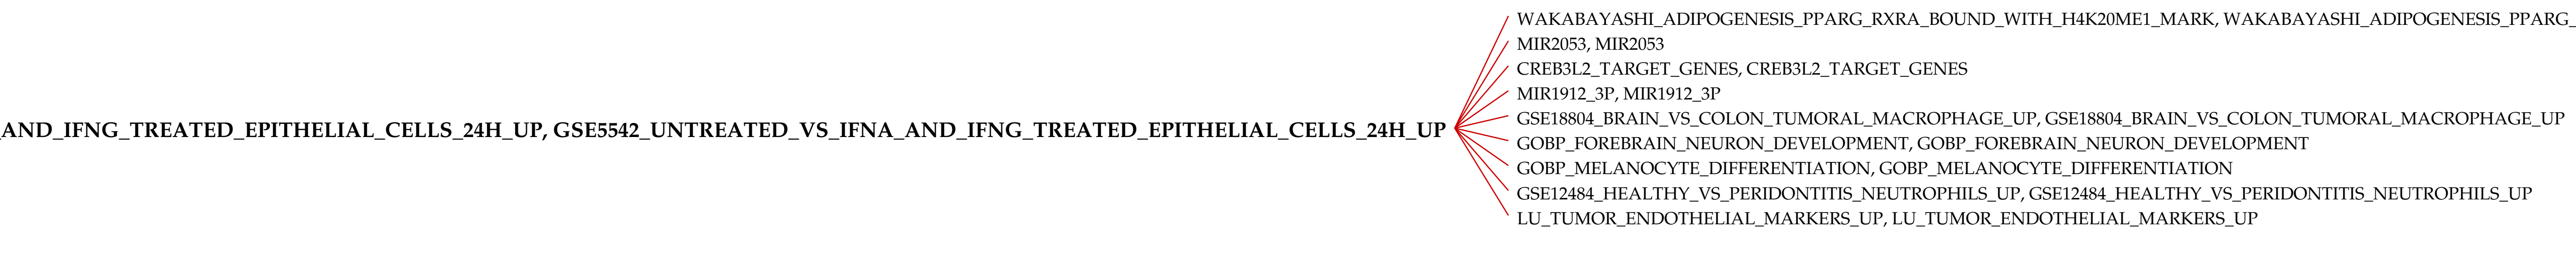 WAKABAYASHI_ADIPOGENESIS_PPARG_RXRA_BOUND_WITH_H4K20ME1_MARK, WAKABAYASHI_ADIPOGENESIS_PPARG_
MIR2053, MIR2053
CREB3L2_TARGET_GENES, CREB3L2_TARGET_GENES
MIR1912_3P, MIR1912_3P
GSE18804_BRAIN_VS_COLON_TUMORAL_MACROPHAGE_UP, GSE18804_BRAIN_VS_COLON_TUMORAL_MACROPHAGE_UP
AND_IFNG_TREATED_EPITHELIAL_CELLS_24H_UP, GSE5542_UNTREATED_VS_IFNA_AND_IFNG_TREATED_EPITHELIAL_CELLS_24H_UP
GOBP_FOREBRAIN_NEURON_DEVELOPMENT, GOBP_FOREBRAIN_NEURON_DEVELOPMENT
GOBP_MELANOCYTE_DIFFERENTIATION, GOBP_MELANOCYTE_DIFFERENTIATION
GSE12484_HEALTHY_VS_PERIDONTITIS_NEUTROPHILS_UP, GSE12484_HEALTHY_VS_PERIDONTITIS_NEUTROPHILS_UP
LU_TUMOR_ENDOTHELIAL_MARKERS_UP, LU_TUMOR_ENDOTHELIAL_MARKERS_UP